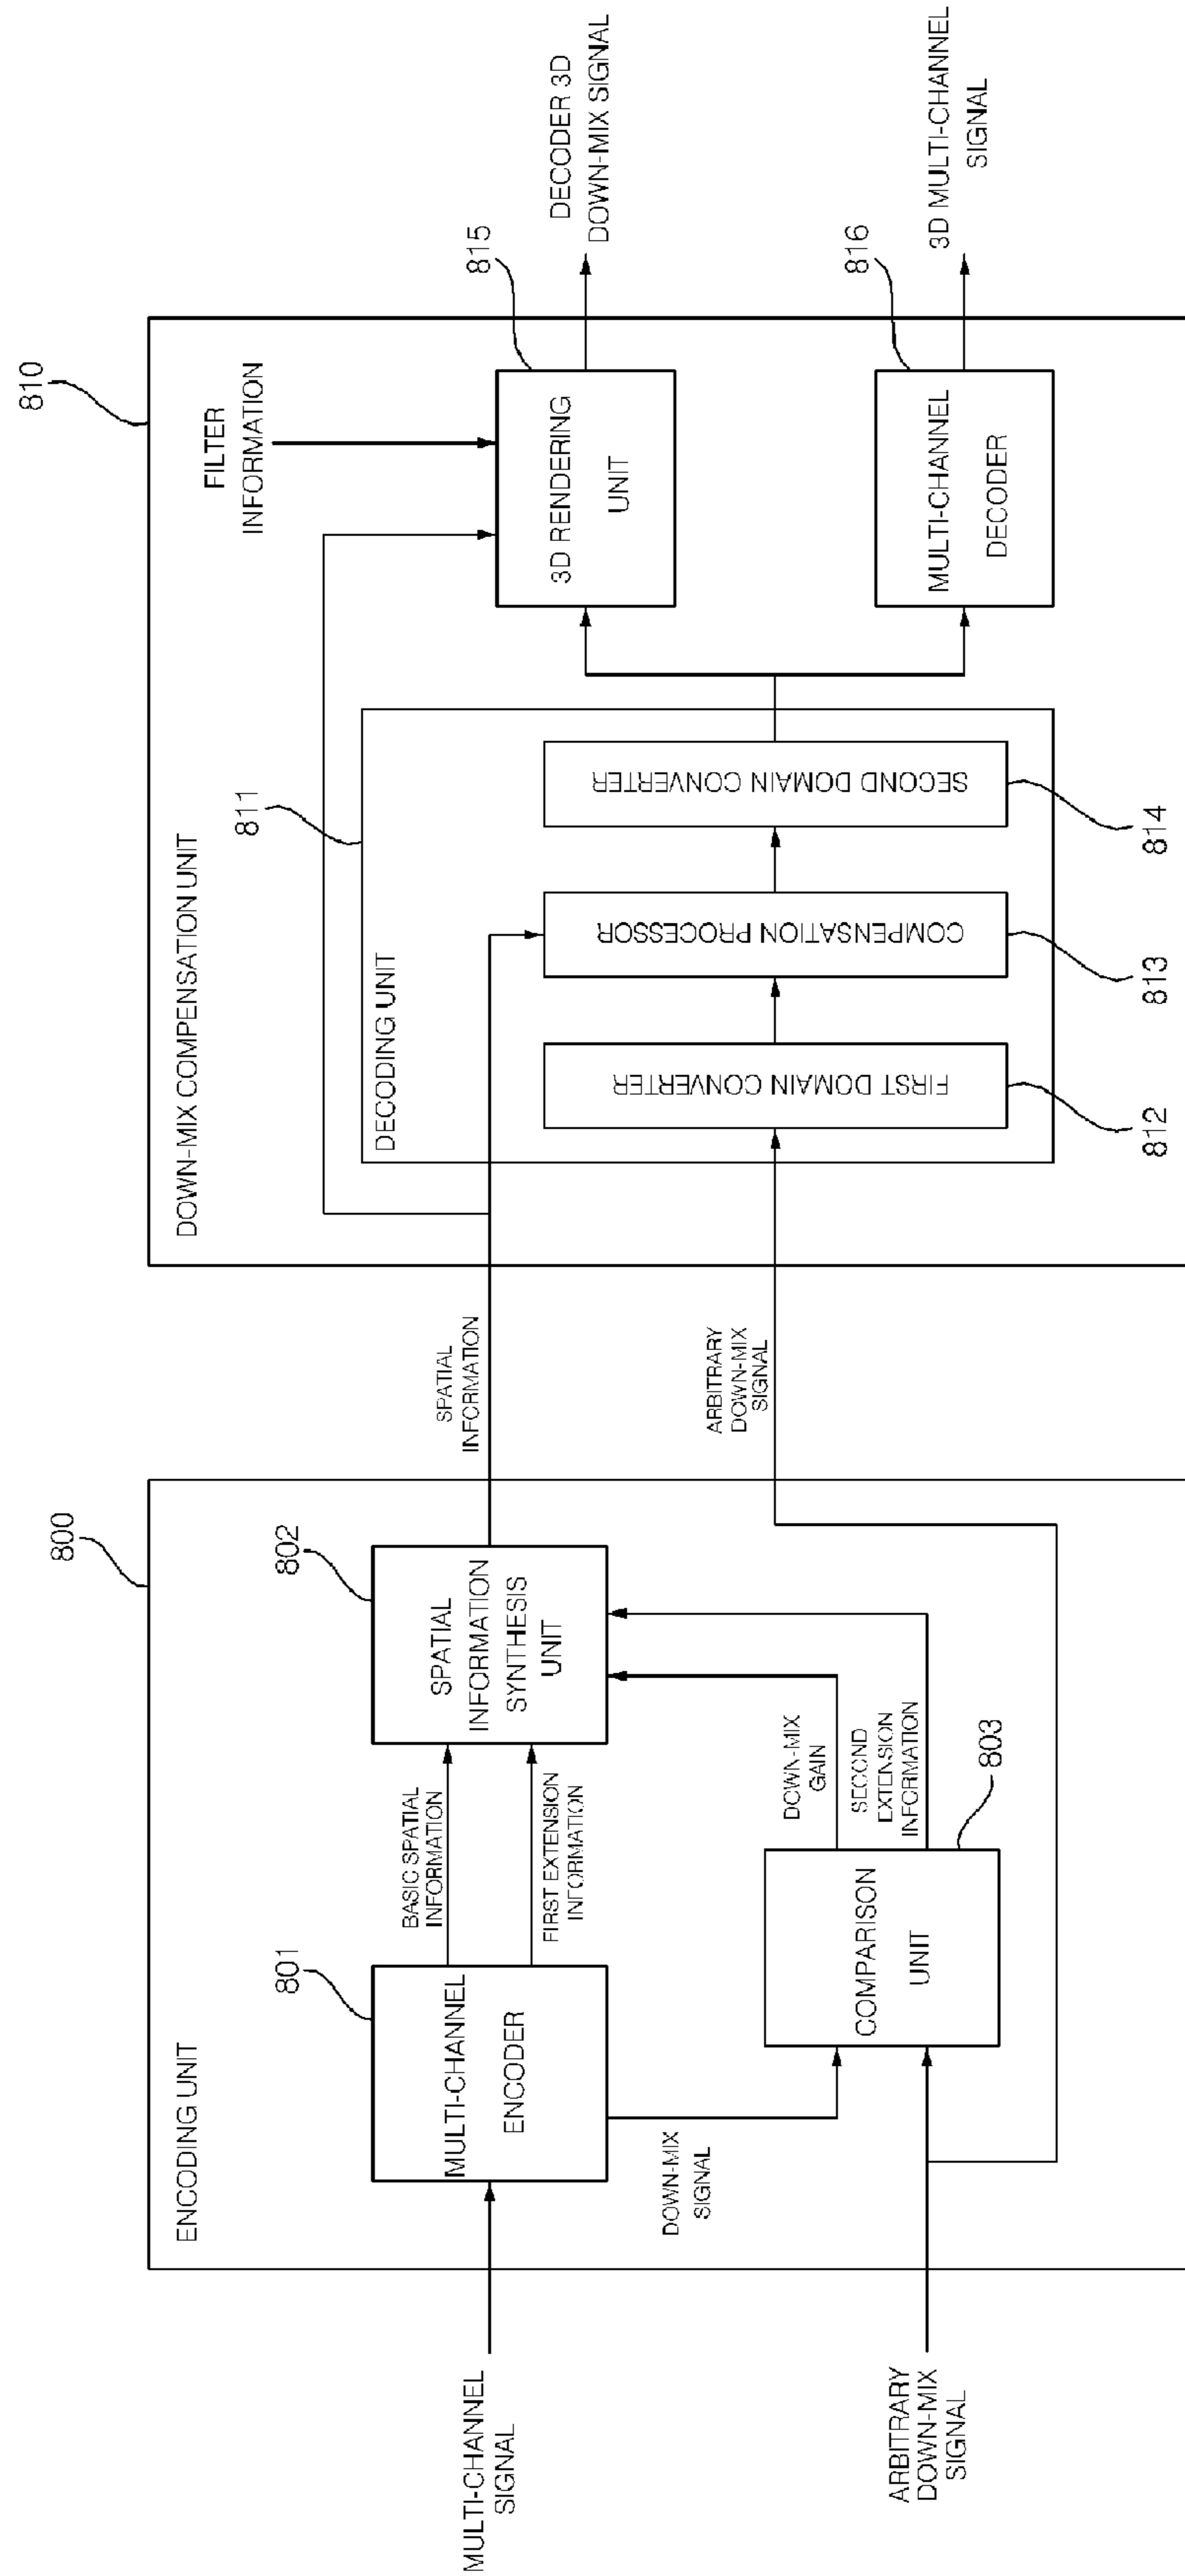 800
ENCODING UNIT
MULTI-CHANNEL
SIGNAL
801
MULTI-CHANNEL
ENCODER
BASIC SPATIAL
INFORMATION
FIRST EXTENSION
INFORMATION
802
SPATIAL
INFORMATION
SYNTHESIS
UNIT
DOWN-MIX
SIGNAL
ARBITRARY
DOWN-MIX
SIGNAL
COMPARISON
UNIT
803
DOWN-MIX
GAIN
SECOND
EXTENSION
INFORMATION
SPATIAL
INFORMATION
ARBITRARY
DOWN-MIX
SIGNAL
810
DOWN-MIX COMPENSATION UNIT
811
DECODING UNIT
FIRST DOMAIN CONVERTER
812
COMPENSATION PROCESSOR
813
SECOND DOMAIN CONVERTER
814
FILTER
INFORMATION
815
3D RENDERING
UNIT
DECODER 3D
DOWN-MIX SIGNAL
816
MULTI-CHANNEL
DECODER
3D MULTI-CHANNEL
SIGNAL